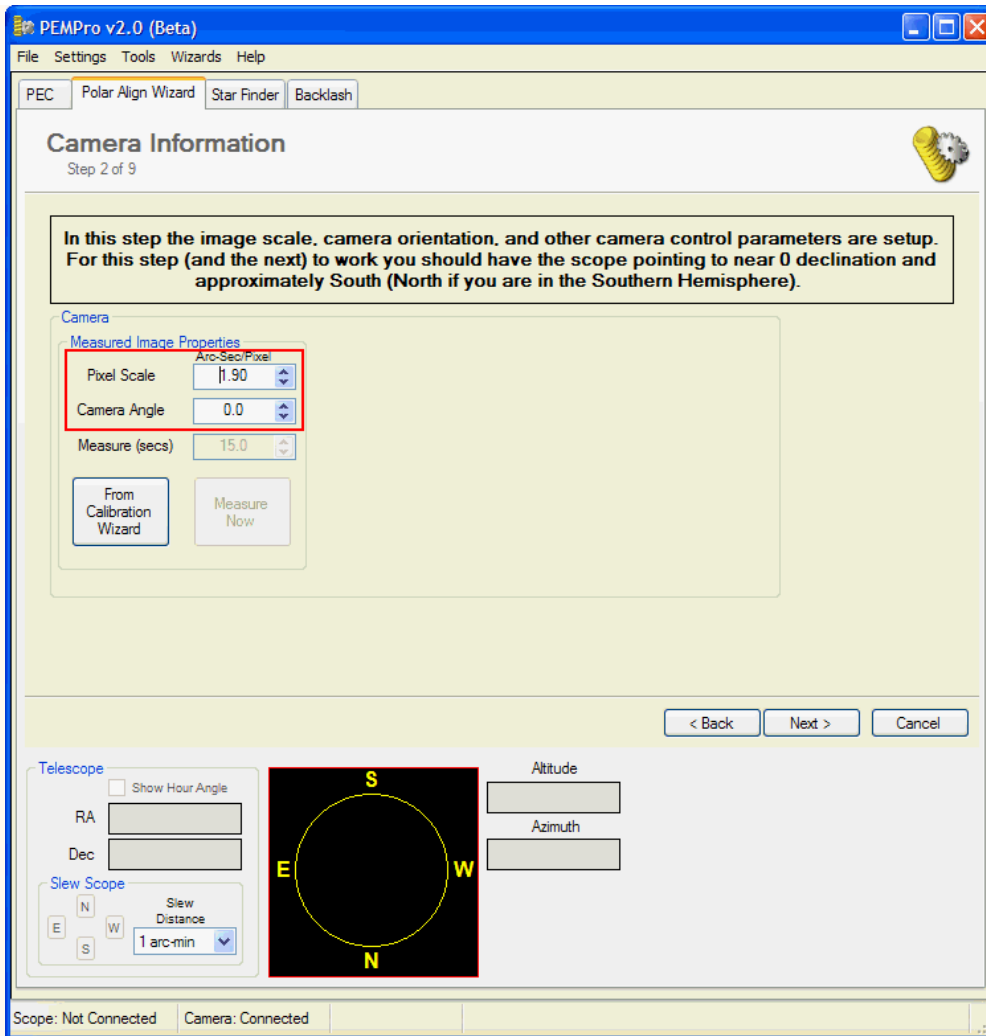 PEMPro v2.0 (Beta)
File Settings Tools Wizards Help
PEC Polar Align Wizard Star Finder Backlash
Camera Information
Step 2 of 9
In this step the image scale, camera orientation, and other camera control parameters are setup.
For this step (and the next) to work you should have the scope pointing to near 0 declination and
approximately South (North if you are in the Southern Hemisphere).
Camera
Measured Image Properties
Arc-Sec/Pixel
Pixel Scale 1.90
Camera Angle 0.0
Measure (secs) 15.0
From
Calibration
Wizard
Measure
Now
< Back Next > Cancel
Telescope
Show Hour Angle
RA
Dec
Slew Scope
N
E W
S
Slew
Distance
1 arc-min
S
E W
N
Altitude
Azimuth
Scope: Not Connected Camera: Connected